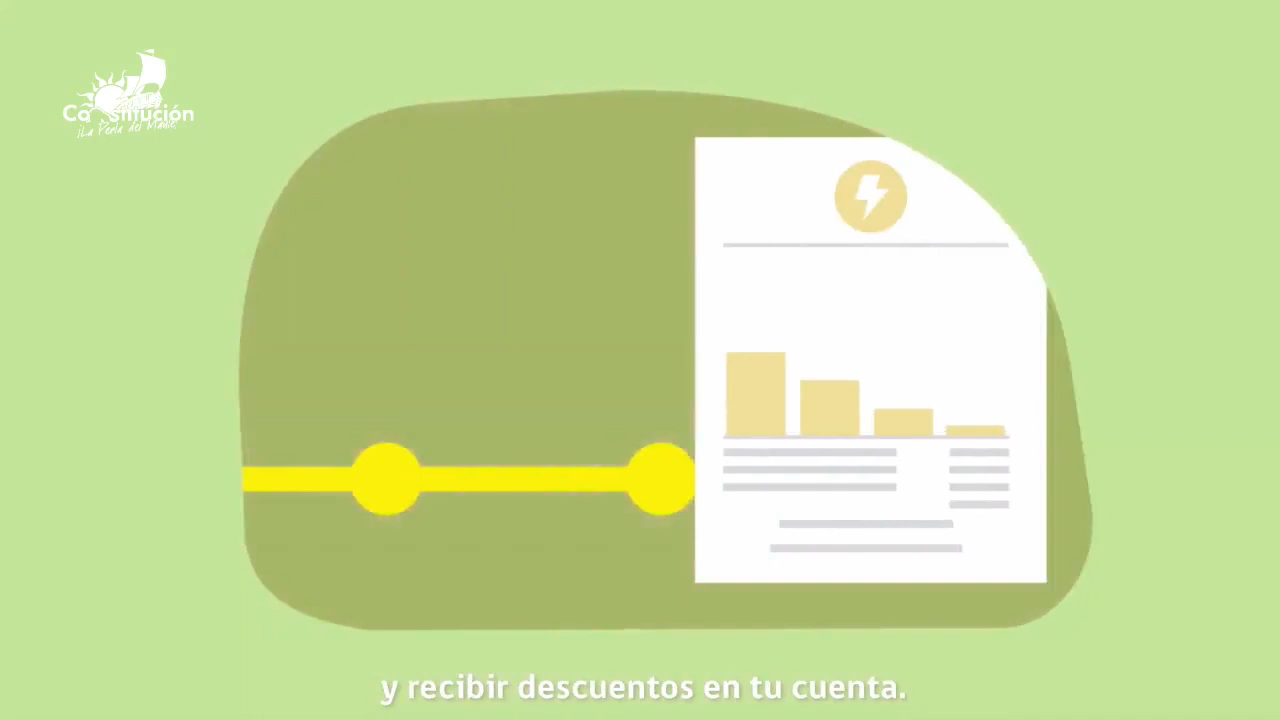 Constitución
¡La Perla del Maule!
y recibir descuentos en tu cuenta.